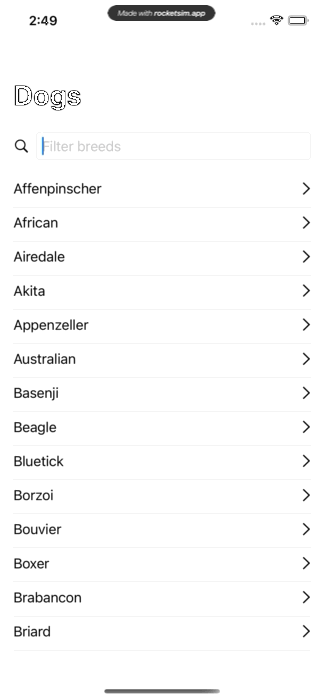 2:49
Made with rocketsim.app
Dogs
Filter breeds
Affenpinscher
African
Airedale
Akita
Appenzeller
Australian
Basenji
Beagle
Bluetick
Borzoi
Bouvier
Boxer
Brabancon
Briard